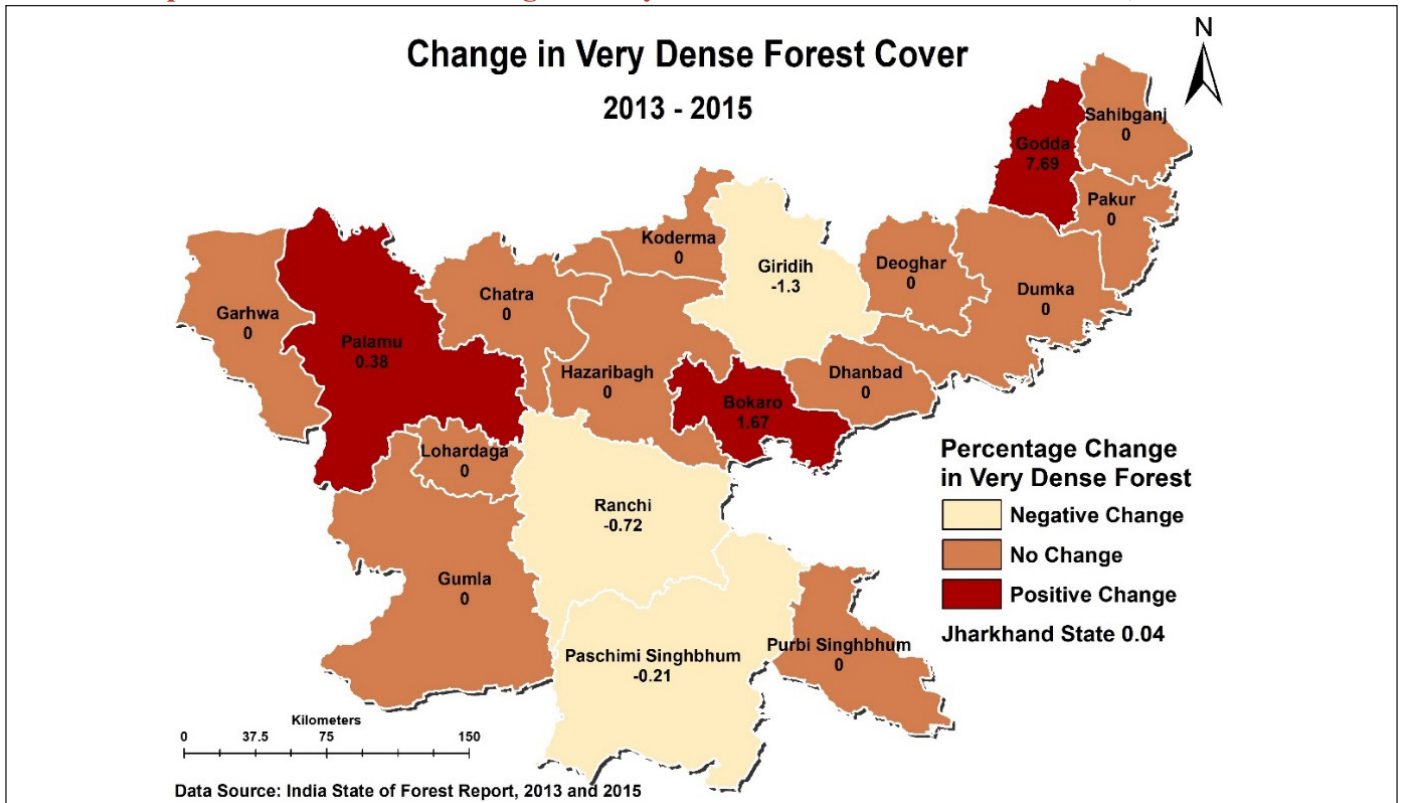 Change in Very Dense Forest Cover
2013 - 2015
N
Sahibganj
0
Godda
7.69
Pakur
0
Koderma
0
Giridih
-1.3
Deoghar
0
Dumka
0
Chatra
0
Garhwa
0
Palamu
0.38
Hazaribagh
0
Dhanbad
0
Bokaro
1.67
Lohardaga
0
Ranchi
-0.72
Gumla
0
Paschimi Singhbhum
-0.21
Purbi Singhbhum
0
Percentage Change
in Very Dense Forest
Negative Change
No Change
Positive Change
Jharkhand State 0.04
Kilometers
0 37.5 75 150
Data Source: India State of Forest Report, 2013 and 2015